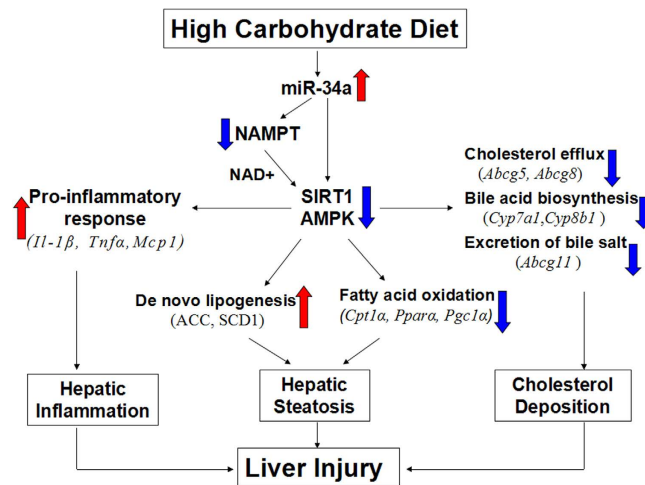 High Carbohydrate Diet
miR-34a
NAMPT
NAD+
SIRT1
AMPK
Pro-inflammatory
response
(Il-1β, Tnfα, Mcp1)
Cholesterol efflux
(Abcg5, Abcg8)
Bile acid biosynthesis
(Cyp7a1,Cyp8b1 )
Excretion of bile salt
(Abcg11 )
De novo lipogenesis
(ACC, SCD1)
Fatty acid oxidation
(Cpt1α, Pparα, Pgc1α)
Hepatic
Inflammation
Hepatic
Steatosis
Cholesterol
Deposition
Liver Injury